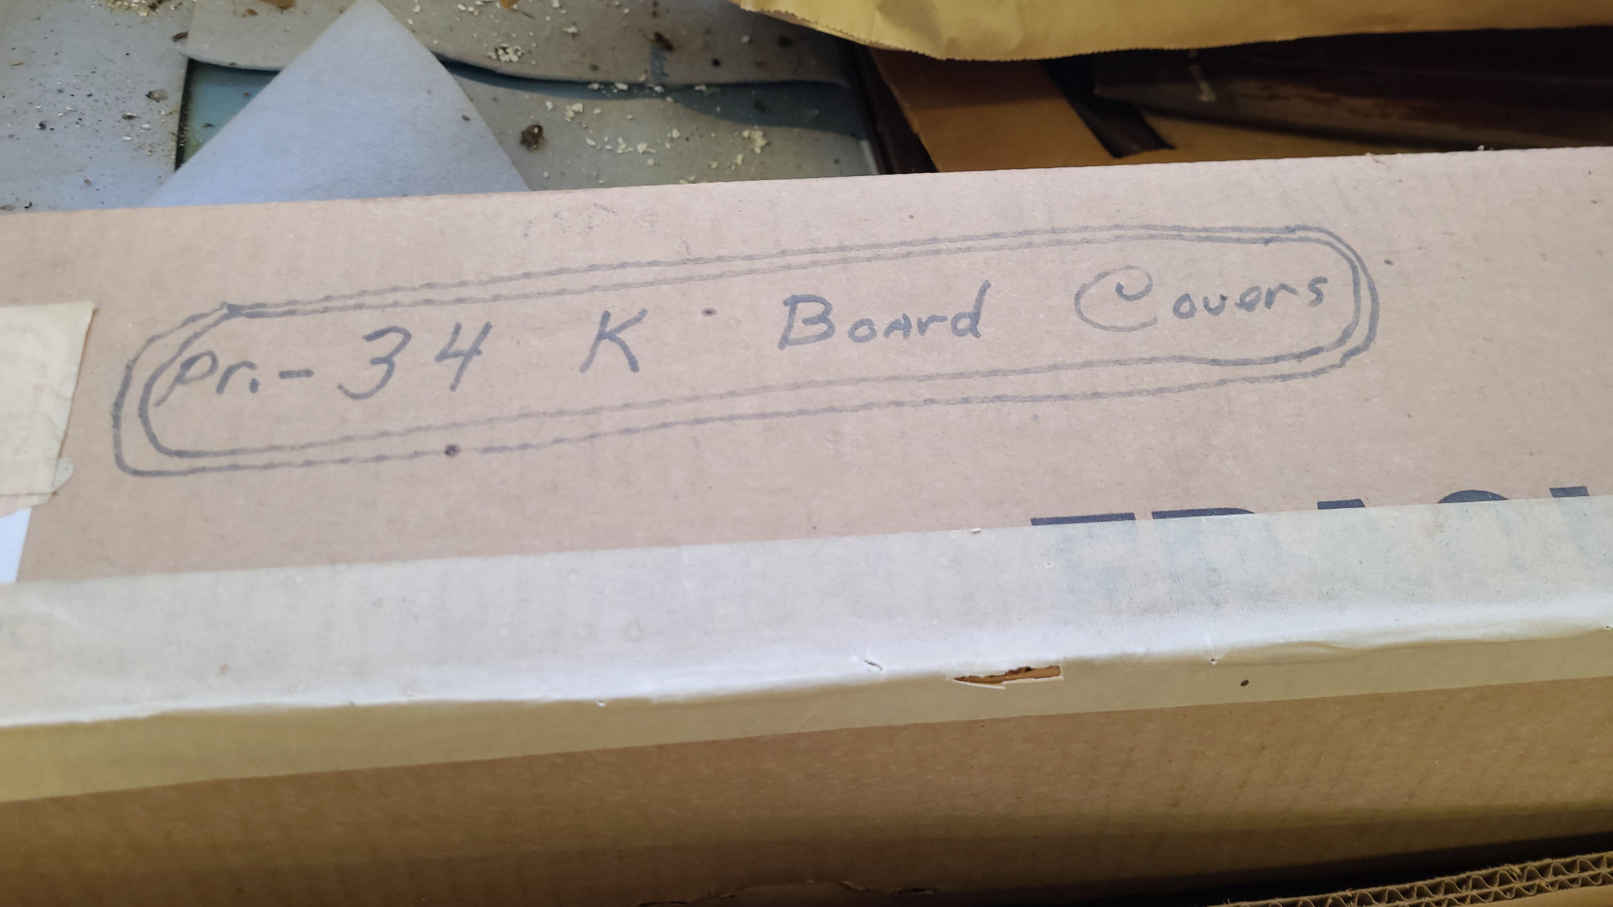 Pr.- 34 K Board Covers